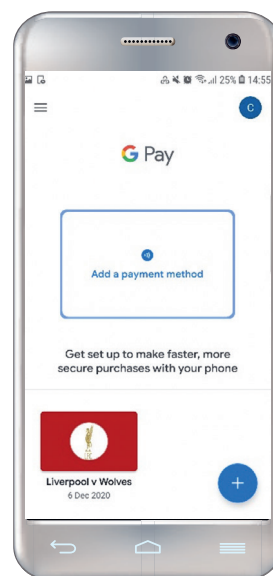 25% 14:55
C
G Pay
Add a payment method
Get set up to make faster, more
secure purchases with your phone
Liverpool v Wolves
6 Dec 2020